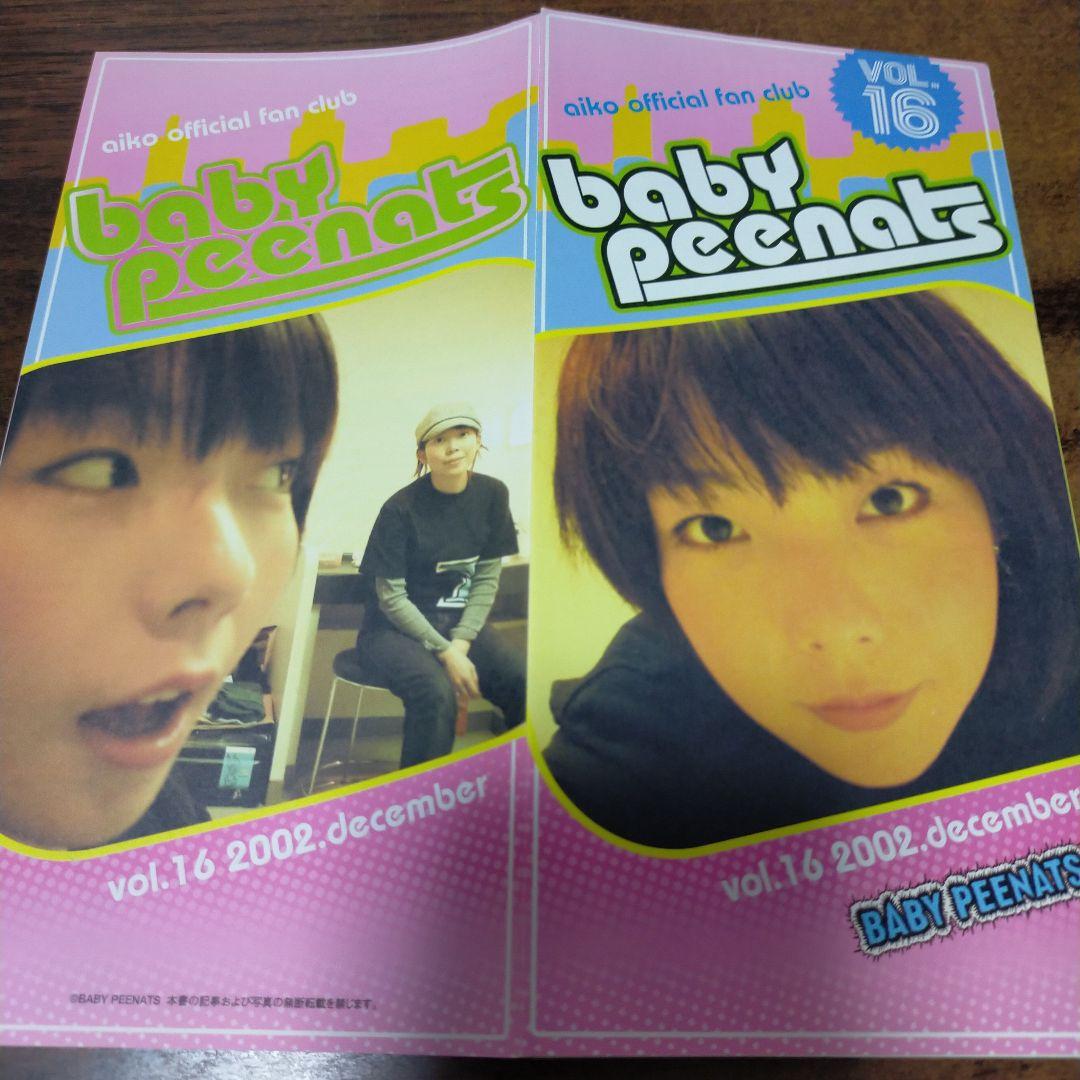 aiko official fan club
baby
peenats
vol.16 2002.december
©BABY PEENATS 本書の記事および写真の無断転載を禁じます。
aiko official fan club
VOL.
16
baby
peenats
vol.16 2002.december
BABY PEENATS